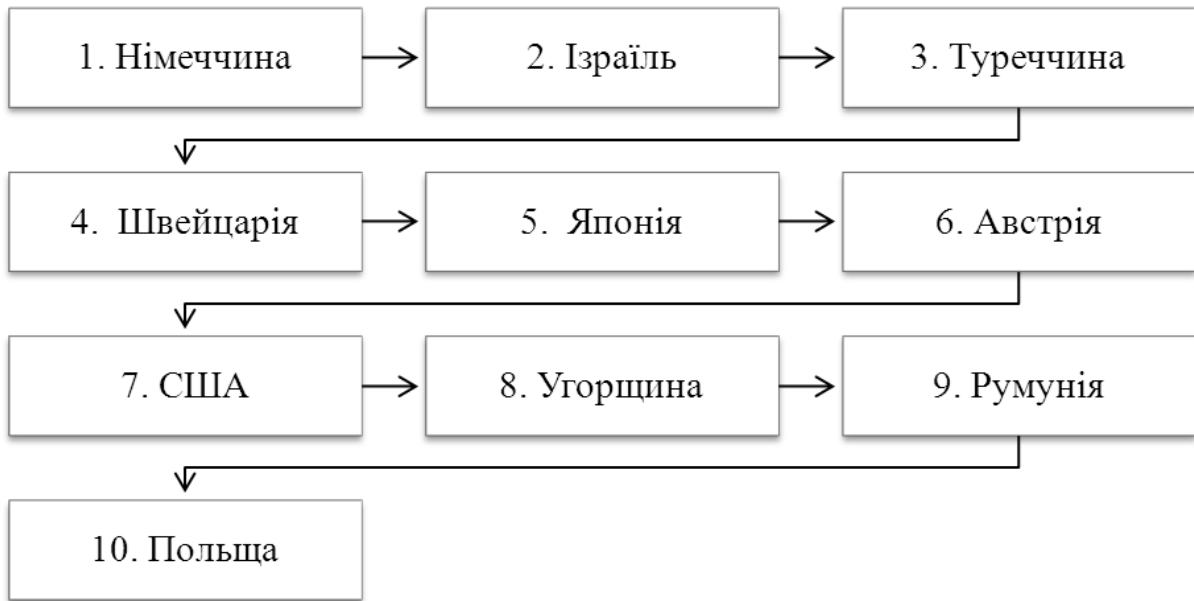 1. Німеччина
2. Ізраїль
3. Туреччина
4. Швейцарія
5. Японія
6. Австрія
7. США
8. Угорщина
9. Румунія
10. Польща